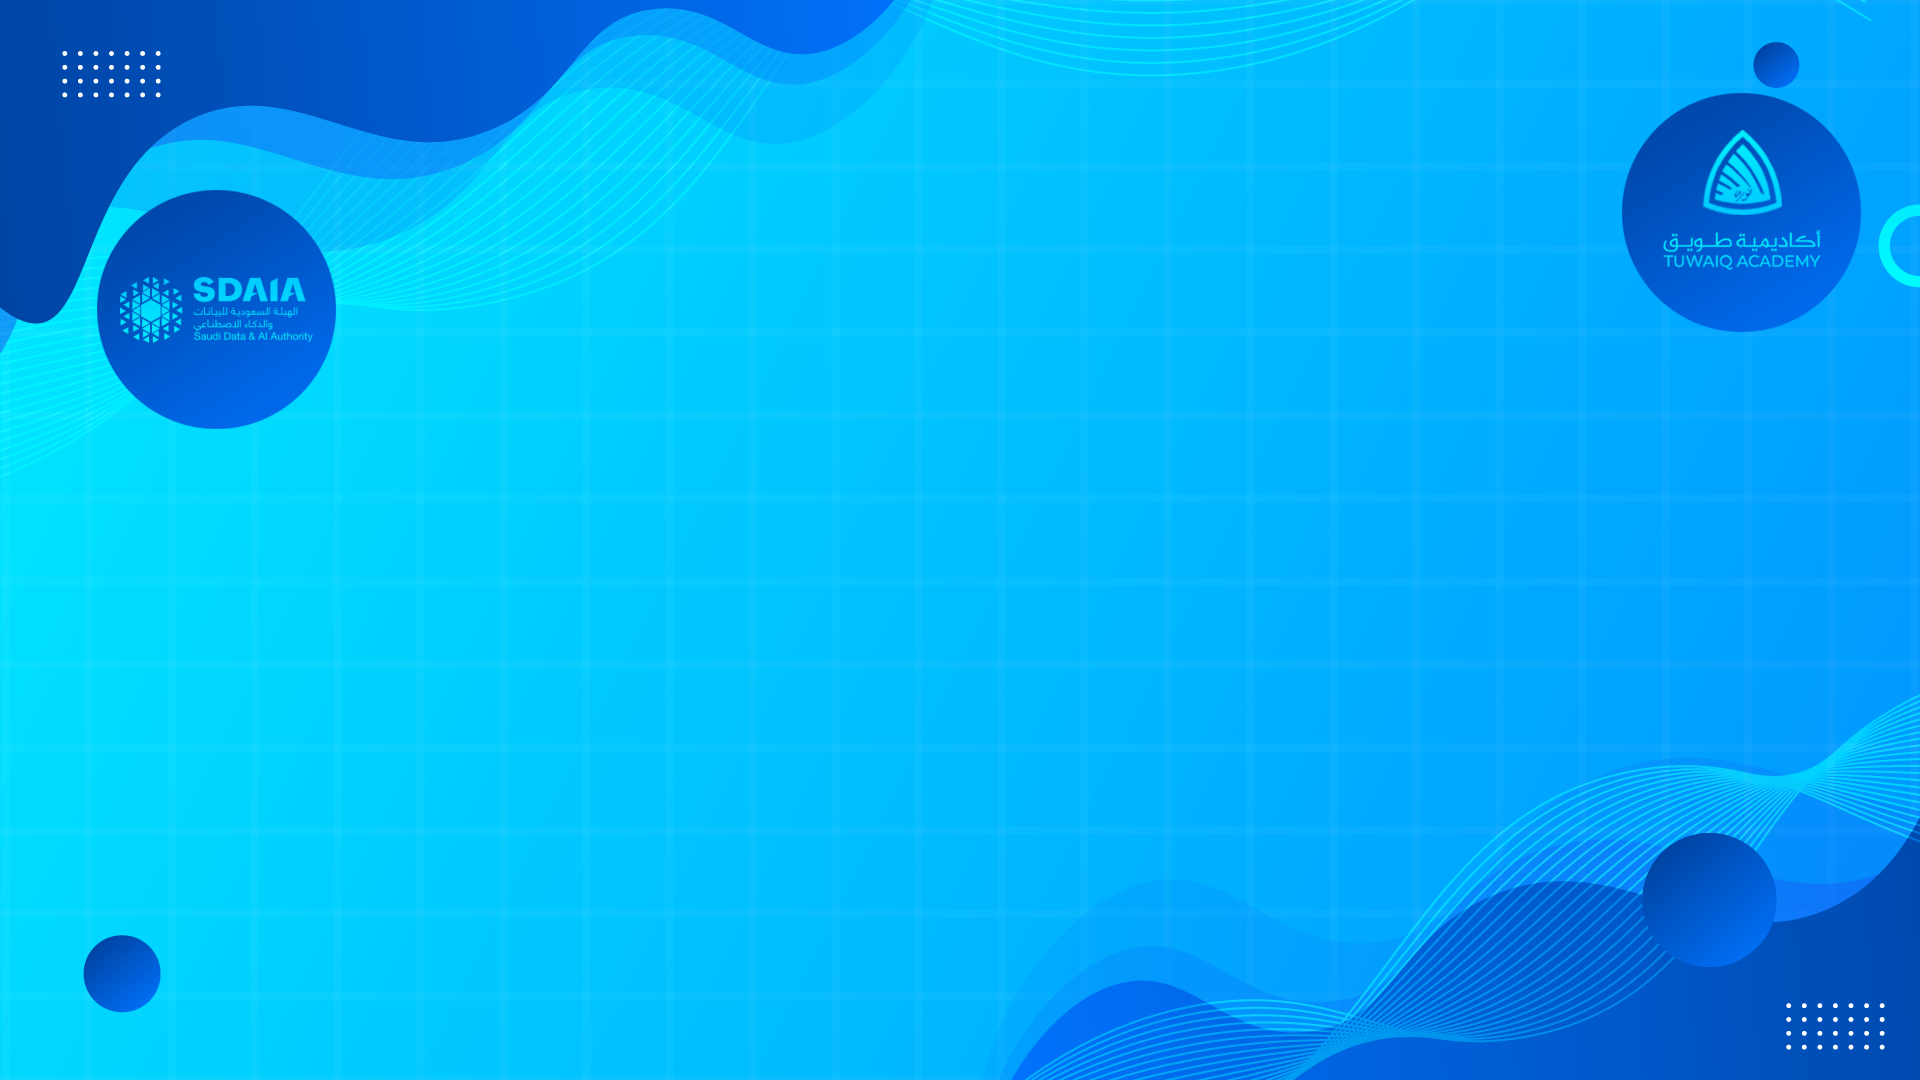 SDAIA
الهيئة السعودية للبيانات
والذكاء الاصطناعي
Saudi Data & AI Authority
أكاديمية طويق
TUWAIQ ACADEMY